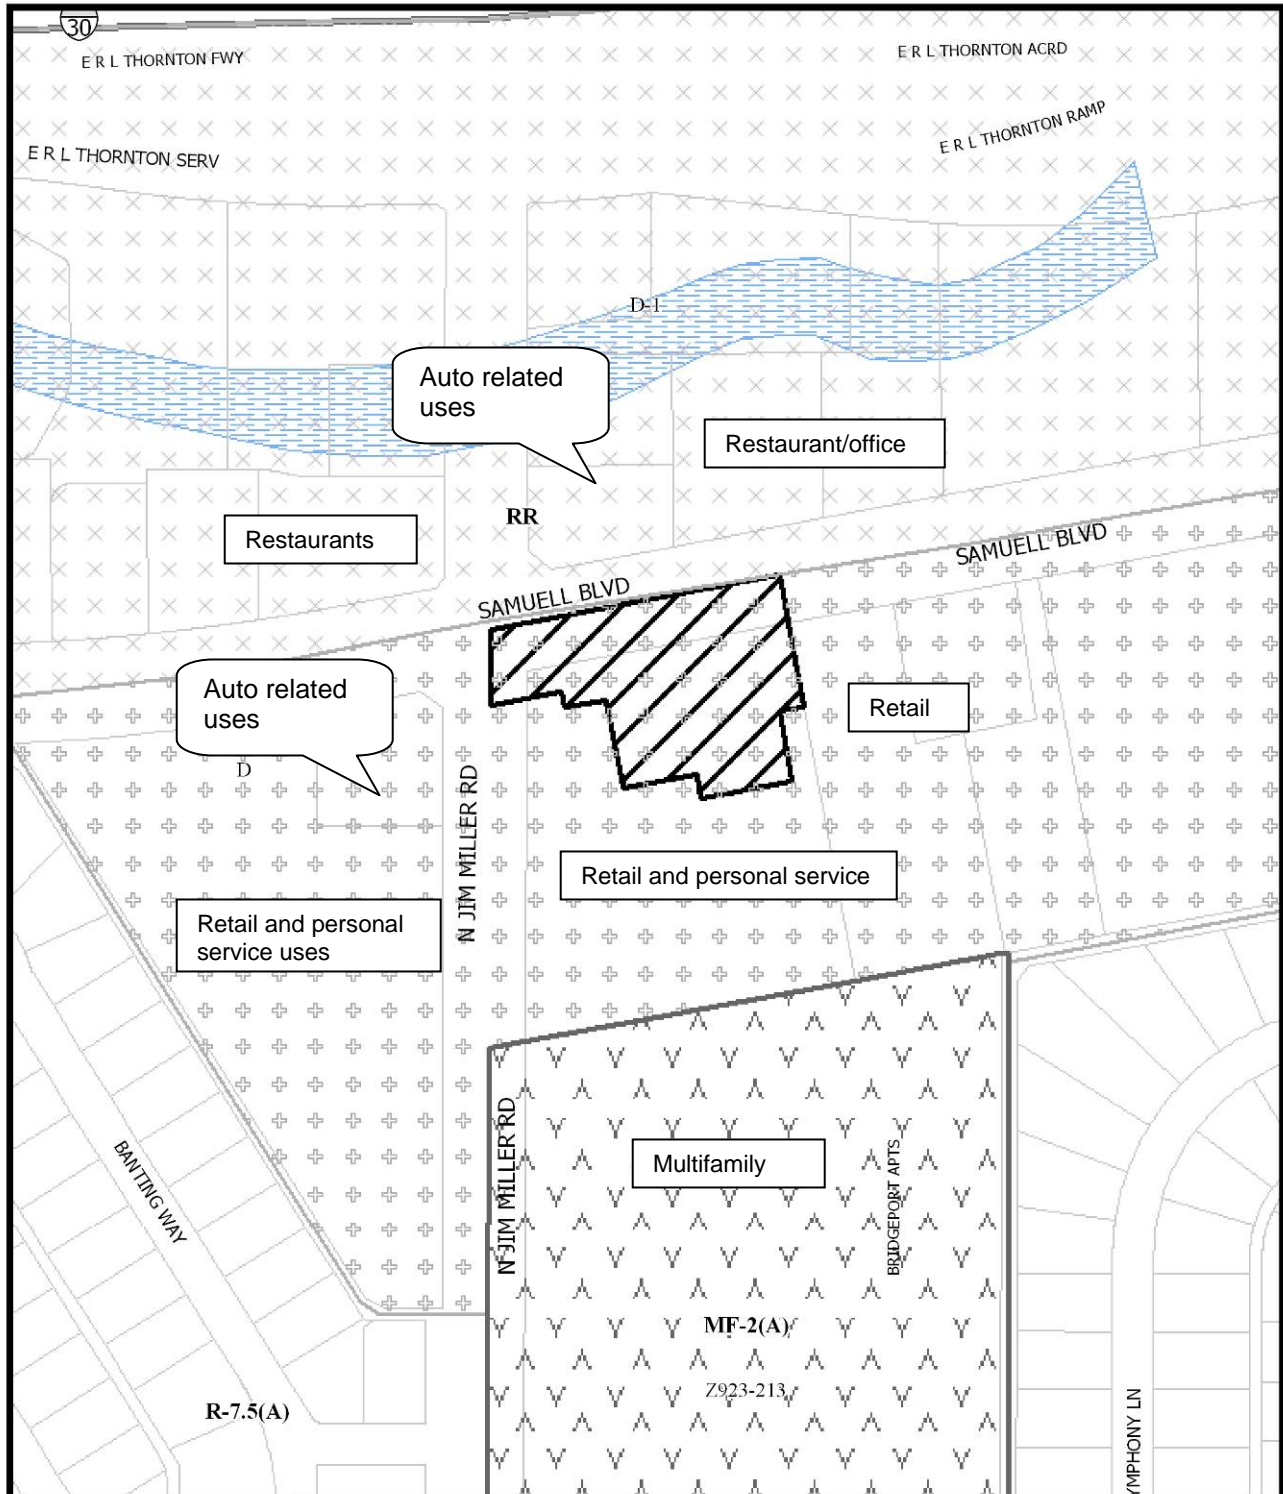 30
E R L THORNTON FWY
E R L THORNTON ACRD
E R L THORNTON RAMP
E R L THORNTON SERV
D-1
Auto related
uses
Restaurant/office
RR
Restaurants
SAMUELL BLVD
SAMUELL BLVD
Auto related
uses
D
Retail
N JIM MILLER RD
Retail and personal service
Retail and personal
service uses
N JIM MILLER RD
Multifamily
BRIDGEPORT APTS
BANTING WAY
MF-2(A)
Z923-213
R-7.5(A)
YMPHONY LN